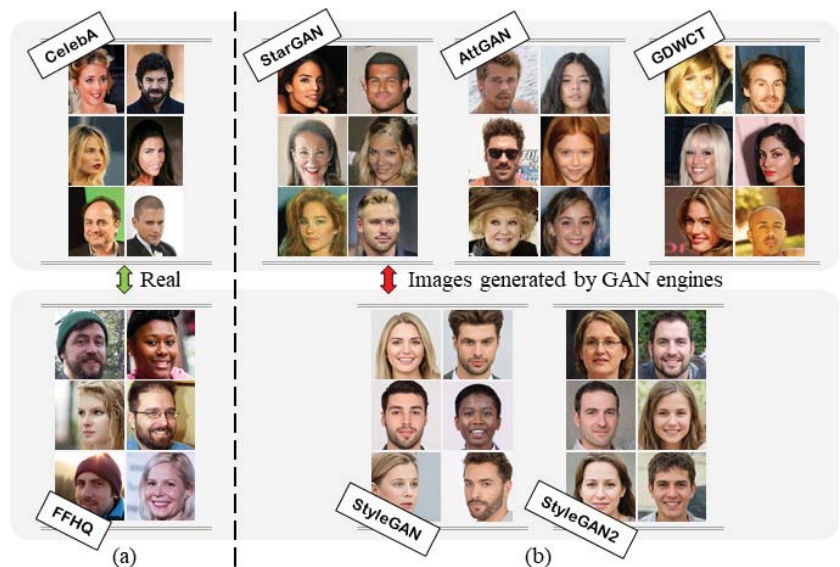 CelebA
StarGAN
AttGAN
GDWCT
Real
Images generated by GAN engines
FFHQ
StyleGAN
StyleGAN2
(a)
(b)